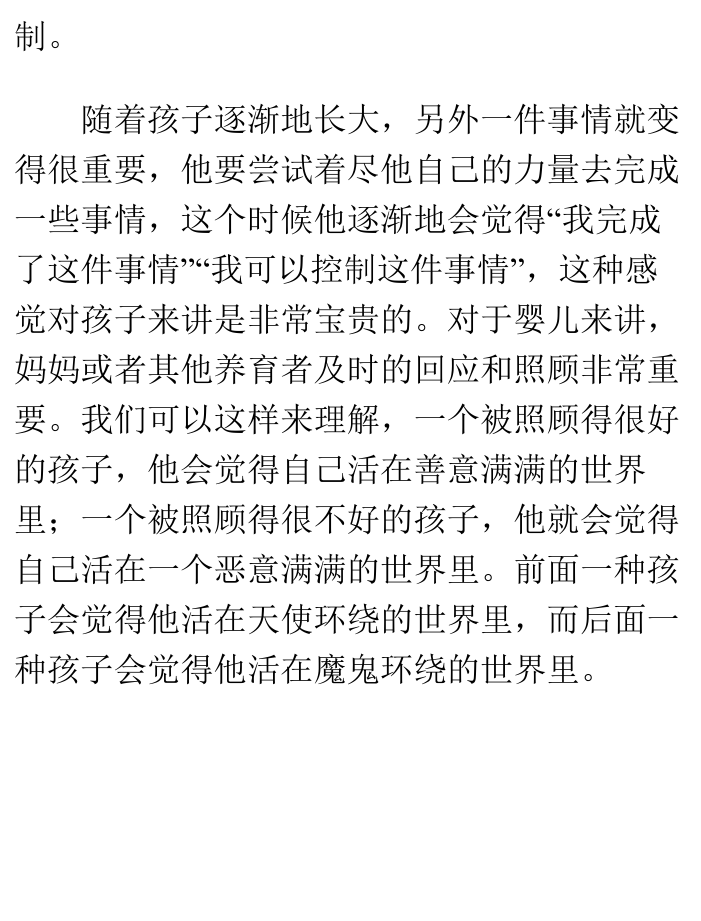 制。
随着孩子逐渐地长大，另外一件事情就变
得很重要，他要尝试着尽他自己的力量去完成
一些事情，这个时候他逐渐地会觉得“我完成
了这件事情”“我可以控制这件事情”，这种感
觉对孩子来讲是非常宝贵的。对于婴儿来讲，
妈妈或者其他养育者及时的回应和照顾非常重
要。我们可以这样来理解，一个被照顾得很好
的孩子，他会觉得自己活在善意满满的世界
里；一个被照顾得很不好的孩子，他就会觉得
自己活在一个恶意满满的世界里。前面一种孩
子会觉得他活在天使环绕的世界里，而后面一
种孩子会觉得他活在魔鬼环绕的世界里。